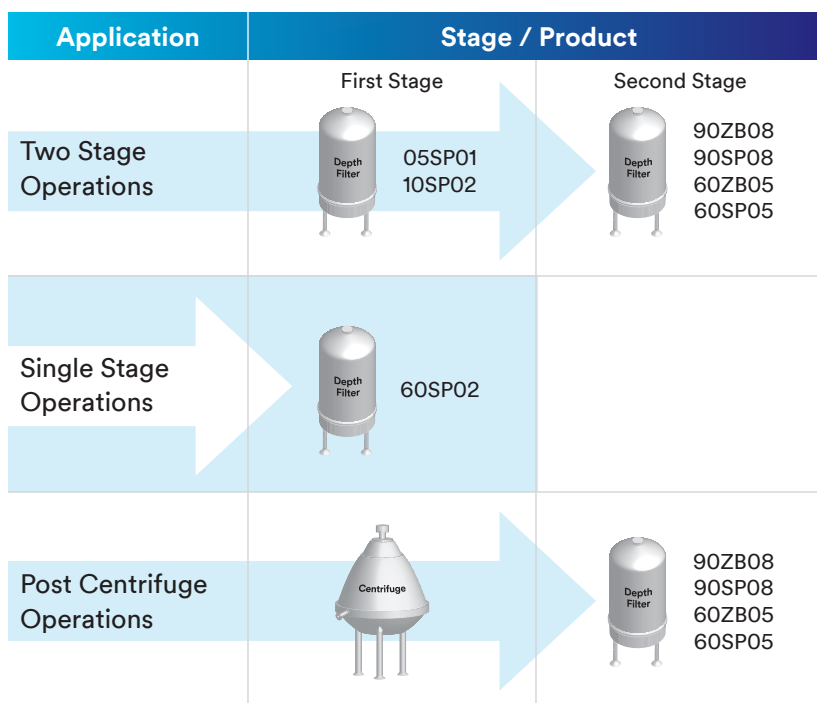 Application
Stage / Product
First Stage
Second Stage
Two Stage
Operations
Depth
Filter
05SP01
10SP02
Depth
Filter
90ZB08
90SP08
60ZB05
60SP05
Single Stage
Operations
Depth
Filter
60SP02
Post Centrifuge
Operations
Centrifuge
Depth
Filter
90ZB08
90SP08
60ZB05
60SP05